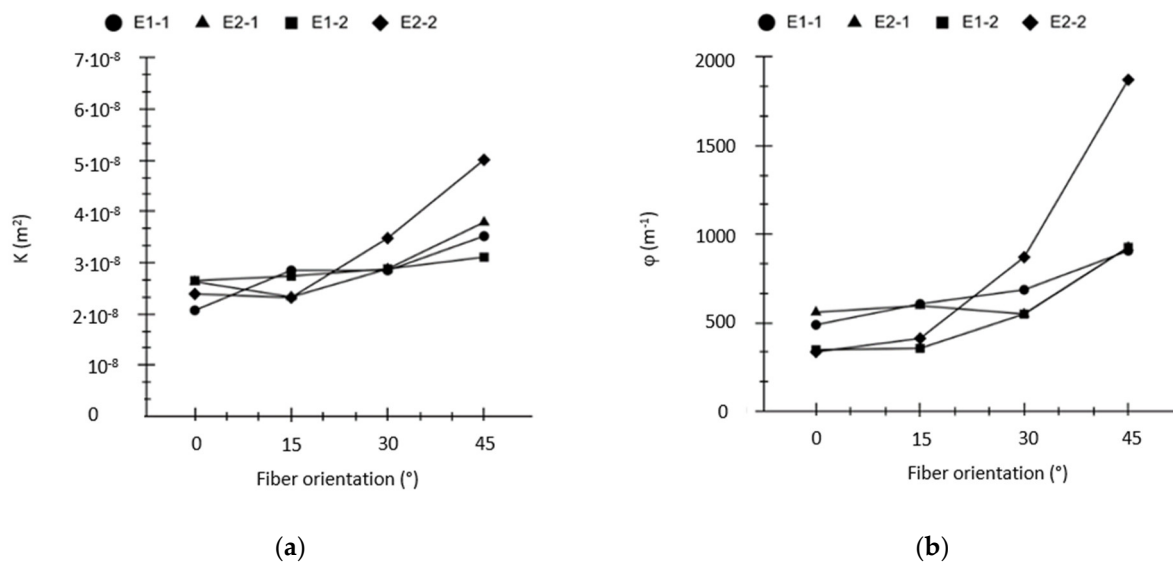 E1-1 E2-1 E1-2 E2-2
7·10⁻⁸
6·10⁻⁸
5·10⁻⁸
4·10⁻⁸
3·10⁻⁸
2·10⁻⁸
10⁻⁸
0
K (m²)
0 15 30 45
Fiber orientation (°)
(a)
E1-1 E2-1 E1-2 E2-2
2000
1500
1000
500
0
φ (m⁻¹)
0 15 30 45
Fiber orientation (°)
(b)